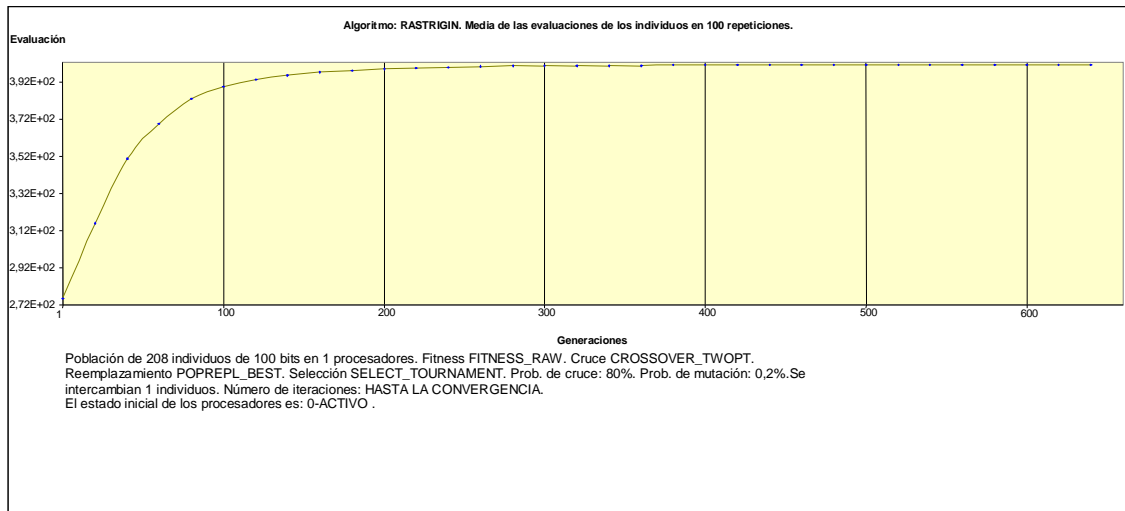 Algoritmo: RASTRIGIN. Media de las evaluaciones de los individuos en 100 repeticiones.
Evaluación
3,92E+02
3,72E+02
3,52E+02
3,32E+02
3,12E+02
2,92E+02
2,72E+02
1 100 200 300 400 500 600
Generaciones
Población de 208 individuos de 100 bits en 1 procesadores. Fitness FITNESS_RAW. Cruce CROSSOVER_TWOPT.
Reemplazamiento POPREPL_BEST. Selección SELECT_TOURNAMENT. Prob. de cruce: 80%. Prob. de mutación: 0,2%.Se
intercambian 1 individuos. Número de iteraciones: HASTA LA CONVERGENCIA.
El estado inicial de los procesadores es: 0-ACTIVO .